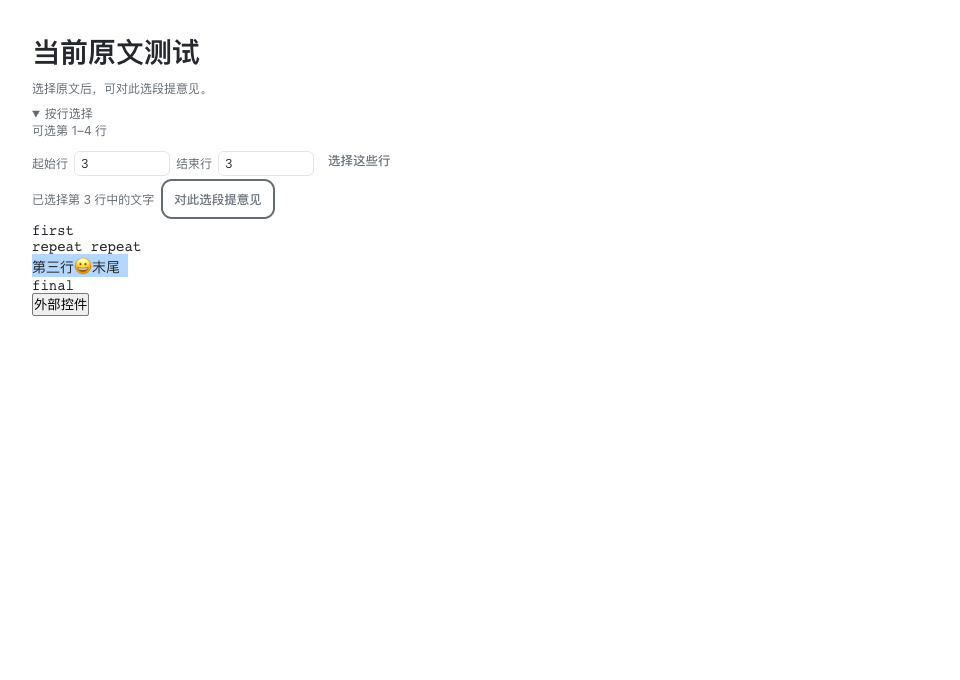 当前原文测试
选择原文后，可对此选段提意见。
▼ 按行选择
可选第 1–4 行
起始行 3 结束行 3 选择这些行
已选择第 3 行中的文字 对此选段提意见
first
repeat repeat
第三行😀末尾
final
外部控件